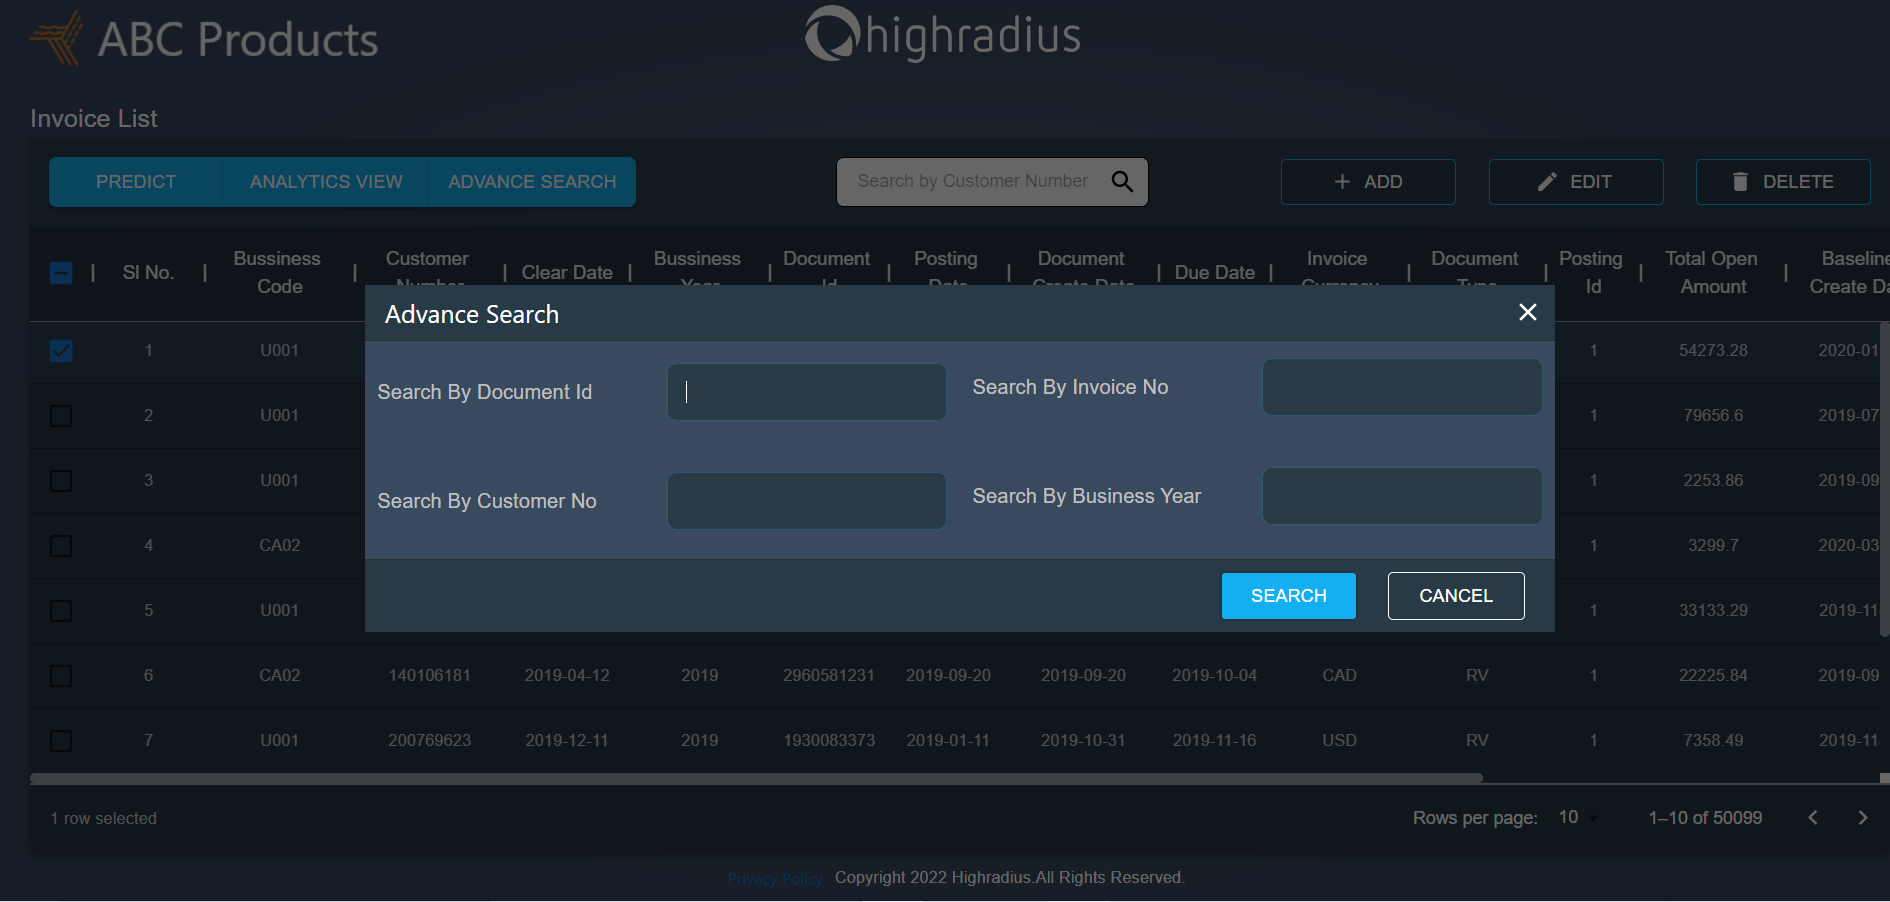 ABC Products
highradius
Invoice List
PREDICT ANALYTICS VIEW ADVANCE SEARCH Search by Customer Number + ADD EDIT DELETE
Sl No. | Bussiness Code | Customer Number | Clear Date | Bussiness Year | Document Id | Posting Date | Document Create Date | Due Date | Invoice Currency | Document Type | Posting Id | Total Open Amount | Baseline Create
Advance Search
Search By Document Id Search By Invoice No
Search By Customer No Search By Business Year
SEARCH CANCEL
1 U001 1 54273.28 2020-01
2 U001 1 79656.6 2019-07
3 U001 1 2253.86 2019-09
4 CA02 1 3299.7 2020-03
5 U001 1 33133.29 2019-11
6 CA02 140106181 2019-04-12 2019 2960581231 2019-09-20 2019-09-20 2019-10-04 CAD RV 1 22225.84 2019-09
7 U001 200769623 2019-12-11 2019 1930083373 2019-01-11 2019-10-31 2019-11-16 USD RV 1 7358.49 2019-11
1 row selected Rows per page: 10 1–10 of 50099
Privacy Policy Copyright 2022 Highradius.All Rights Reserved.